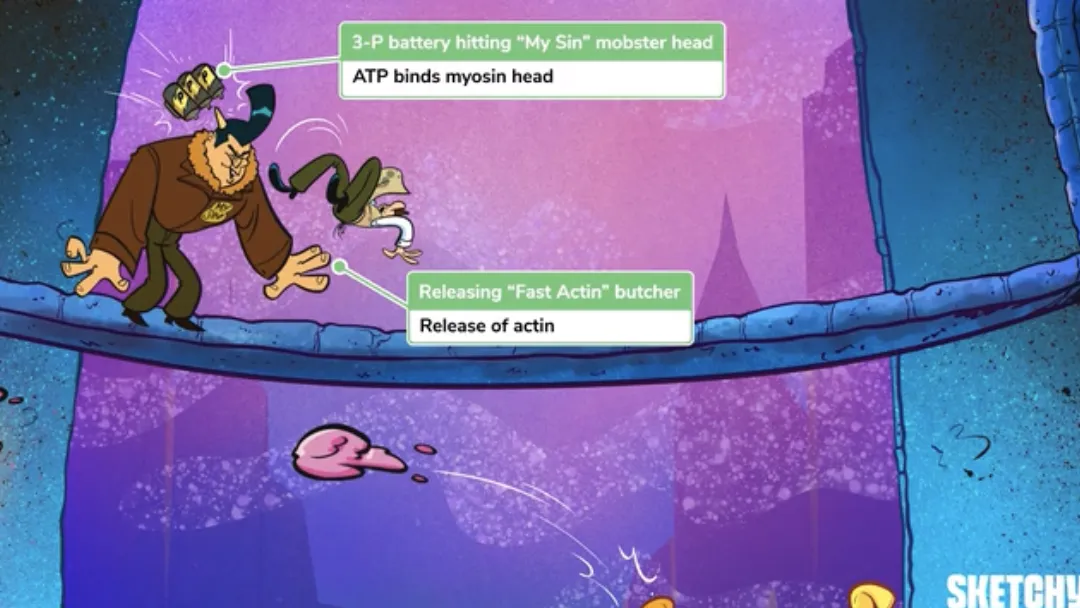 3-P battery hitting “My Sin” mobster head
ATP binds myosin head
P P P
Releasing “Fast Actin” butcher
Release of actin
SKETCHY